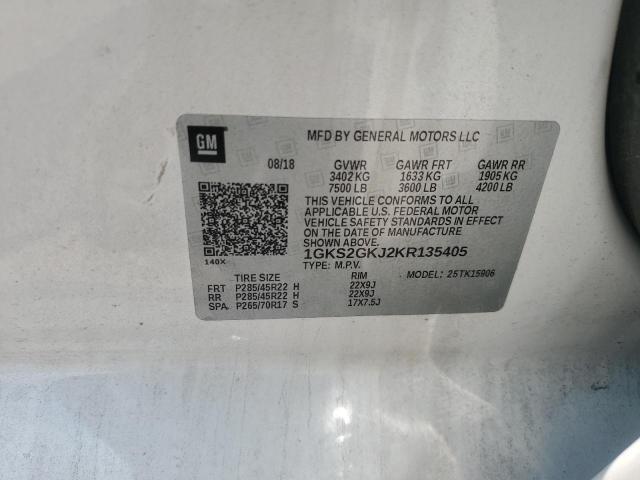 GM
MFD BY GENERAL MOTORS LLC
08/18 GVWR GAWR FRT GAWR RR
3402 KG 1633 KG 1905 KG
7500 LB 3600 LB 4200 LB
THIS VEHICLE CONFORMS TO ALL
APPLICABLE U.S. FEDERAL MOTOR
VEHICLE SAFETY STANDARDS IN EFFECT
ON THE DATE OF MANUFACTURE
SHOWN ABOVE.
1GKS2GKJ2KR135405
140X
TYPE: M.P.V. MODEL: 25TK15906
TIRE SIZE RIM
FRT P285/45R22 H 22X9J
RR P285/45R22 H 22X9J
SPA P265/70R17 S 17X7.5J